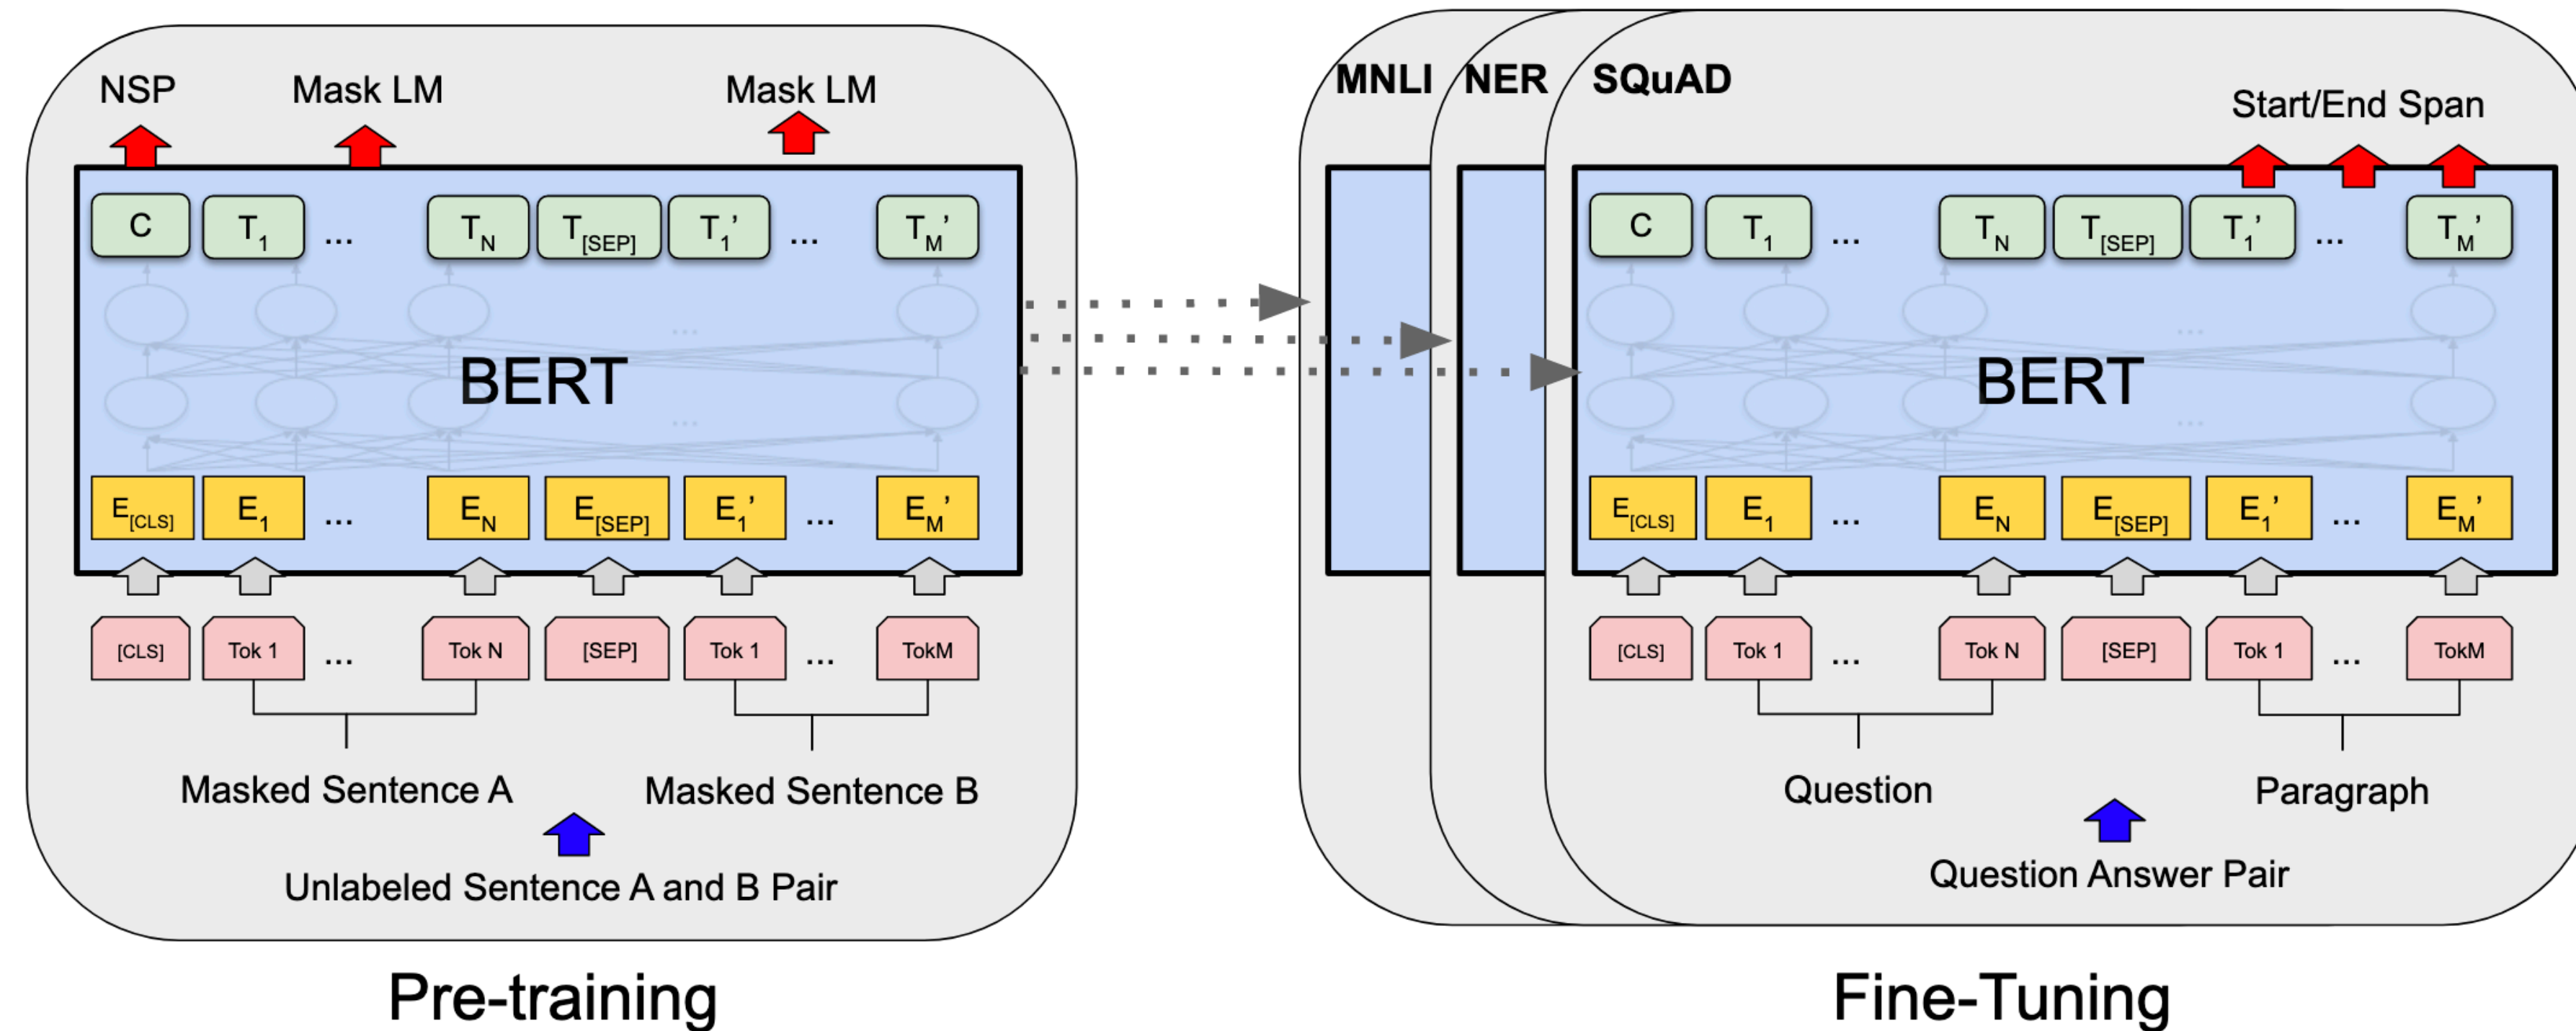 NSP Mask LM Mask LM
C T1 ... TN T[SEP] T1’ ... TM’
...
BERT
...
E[CLS] E1 ... EN E[SEP] E1’ ... EM’
[CLS] Tok 1 ... Tok N [SEP] Tok 1 ... TokM
Masked Sentence A Masked Sentence B
Unlabeled Sentence A and B Pair
Pre-training
MNLI NER SQuAD
Start/End Span
C T1 ... TN T[SEP] T1’ ... TM’
...
BERT
...
E[CLS] E1 ... EN E[SEP] E1’ ... EM’
[CLS] Tok 1 ... Tok N [SEP] Tok 1 ... TokM
Question Paragraph
Question Answer Pair
Fine-Tuning